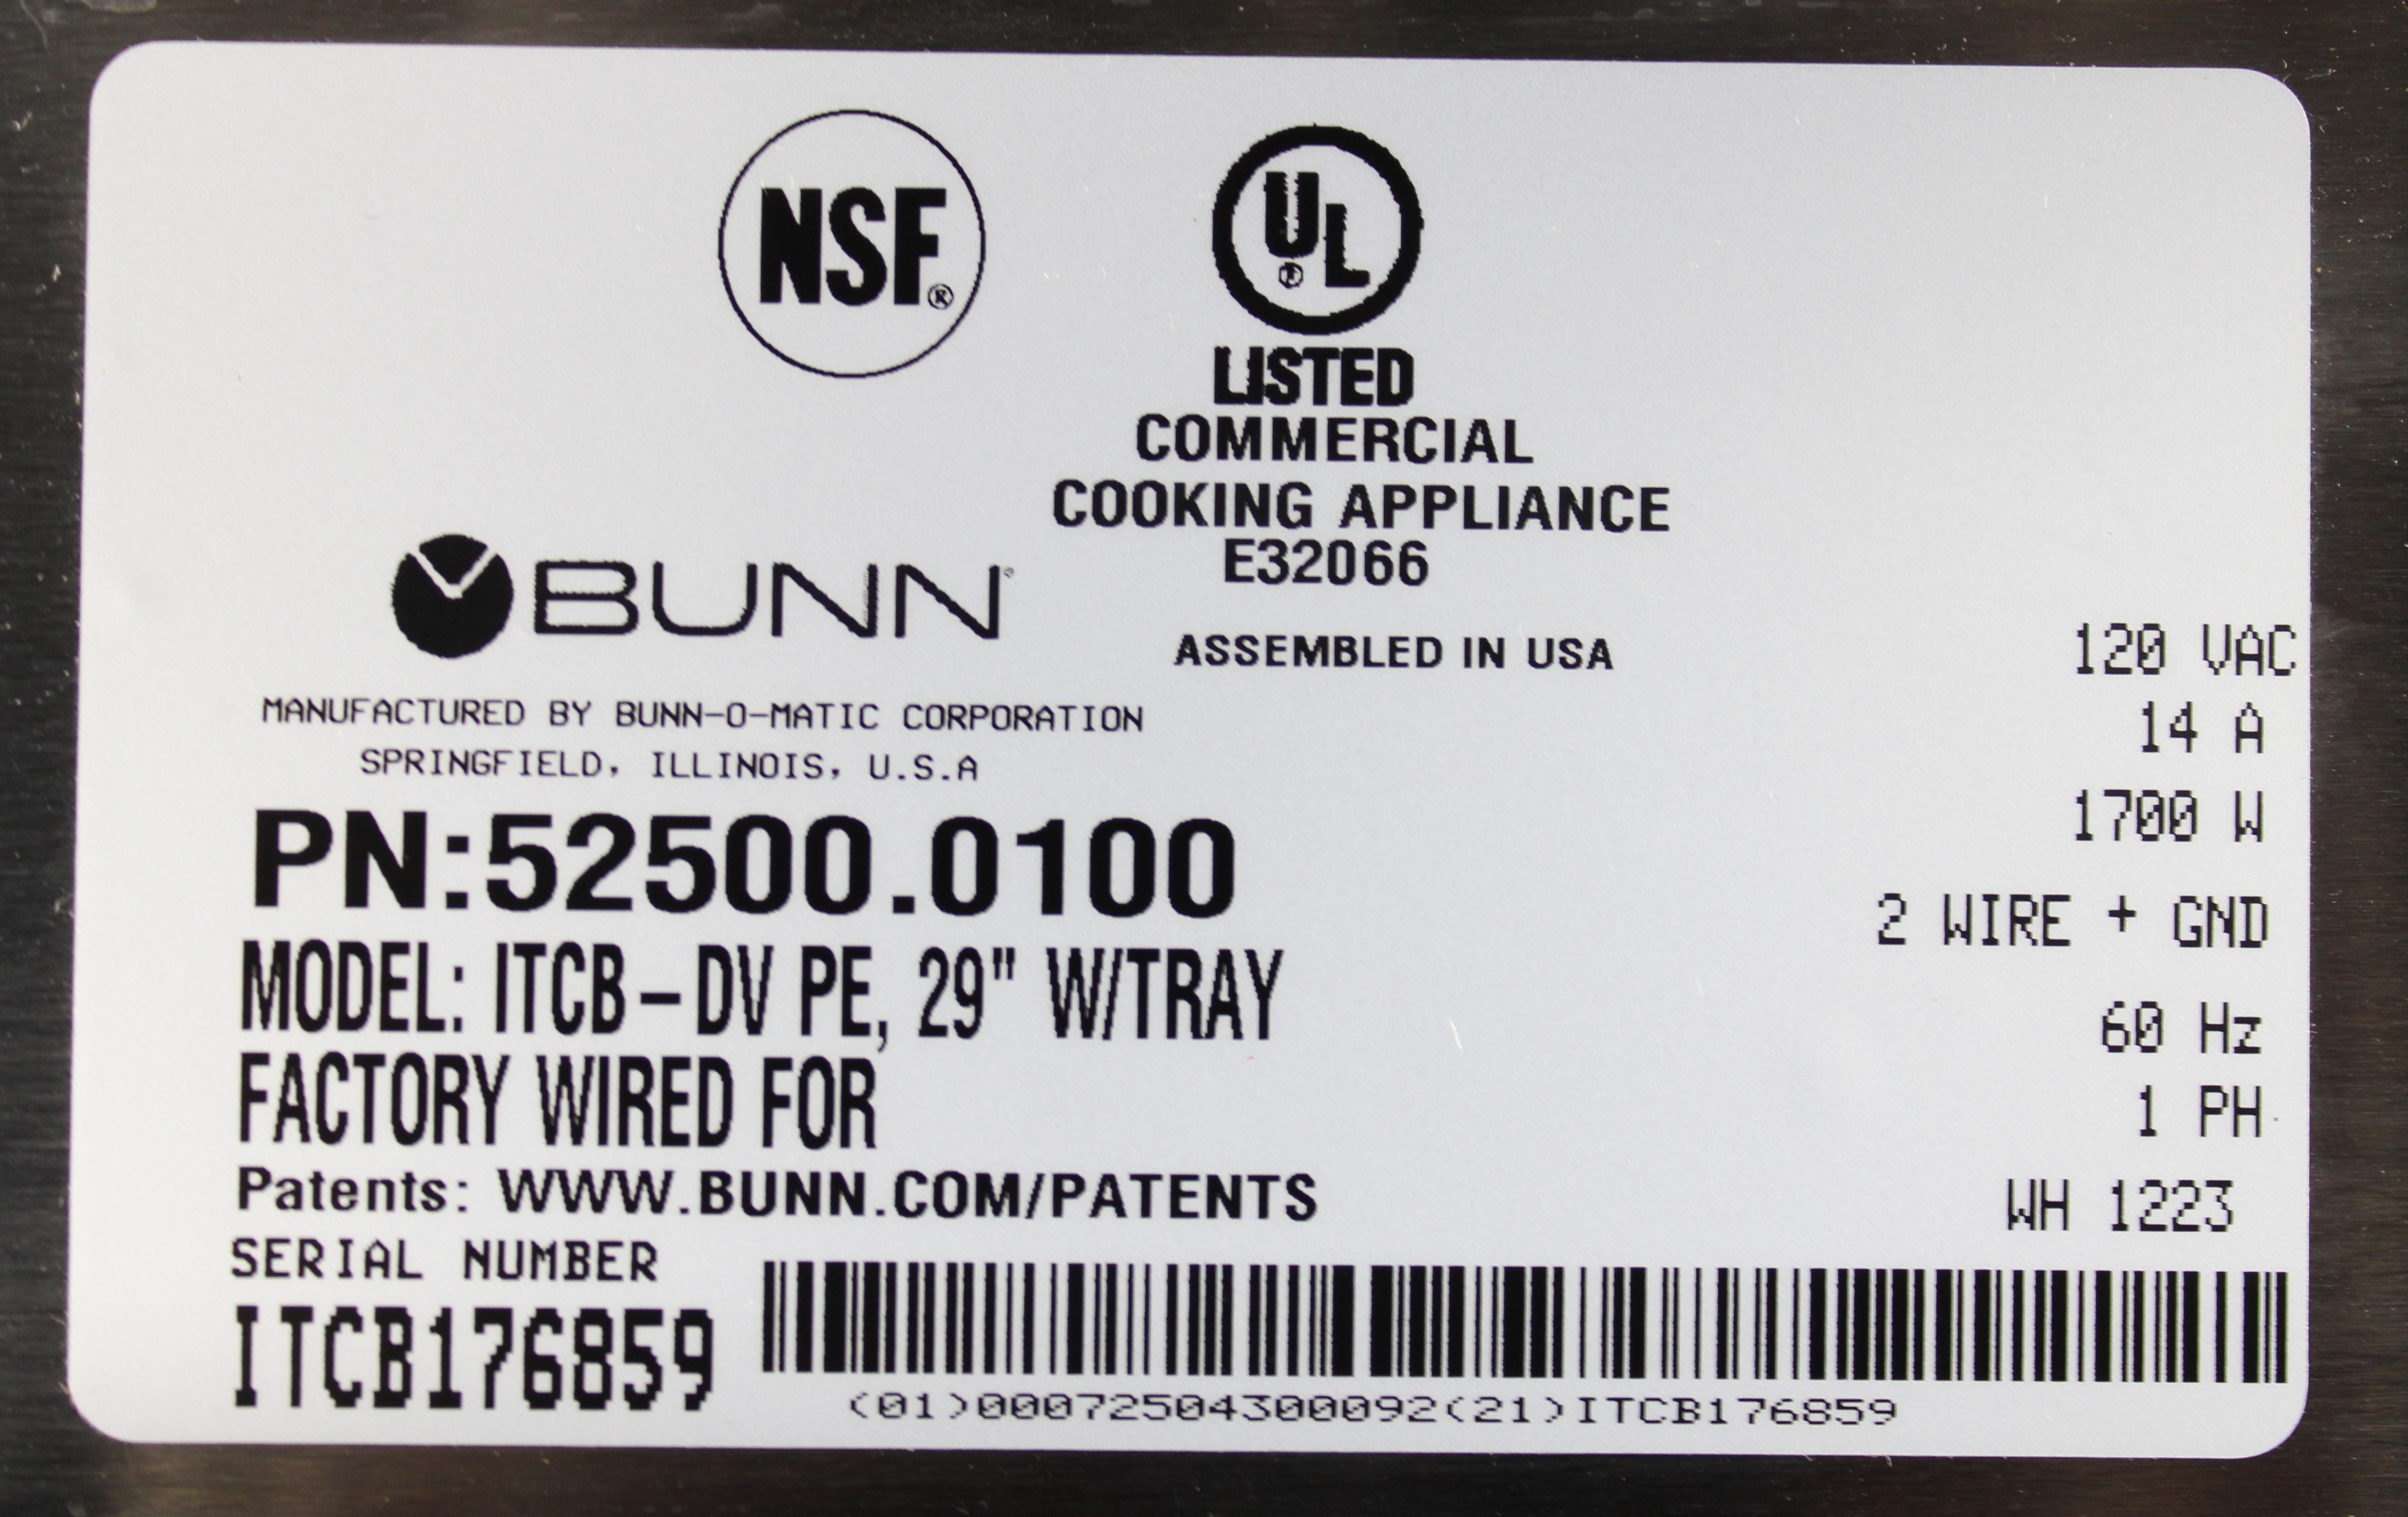 NSF®
UL®
LISTED
COMMERCIAL
COOKING APPLIANCE
E32066
BUNN®
ASSEMBLED IN USA
MANUFACTURED BY BUNN-O-MATIC CORPORATION
SPRINGFIELD, ILLINOIS, U.S.A
120 VAC
14 A
1700 W
2 WIRE + GND
60 Hz
1 PH
WH 1223
PN:52500.0100
MODEL: ITCB-DV PE, 29" W/TRAY
FACTORY WIRED FOR
Patents: WWW.BUNN.COM/PATENTS
SERIAL NUMBER
ITCB176859
(01)00072504300092(21)ITCB176859